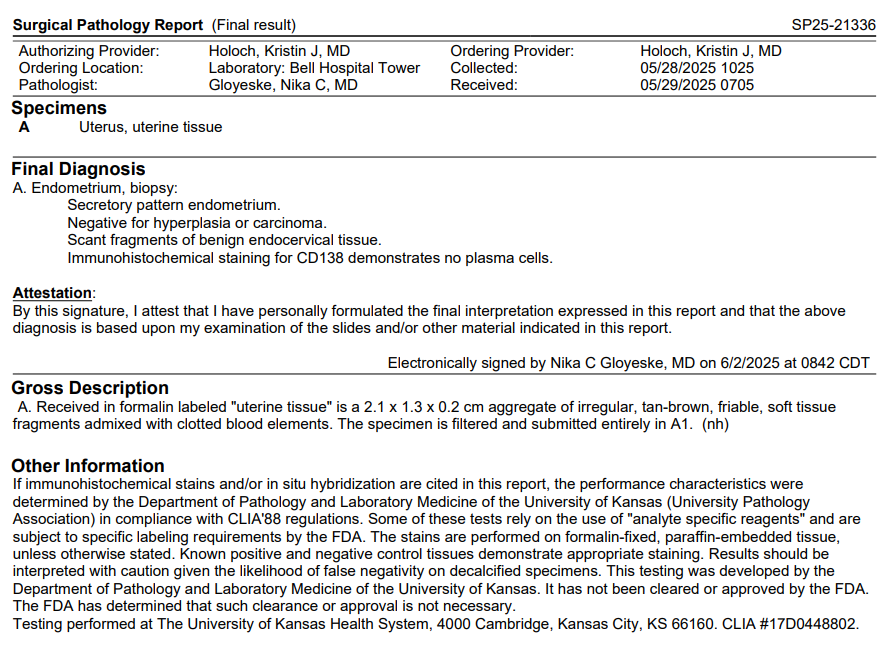 Surgical Pathology Report (Final result) SP25-21336
Authorizing Provider: Holoch, Kristin J, MD Ordering Provider: Holoch, Kristin J, MD
Ordering Location: Laboratory: Bell Hospital Tower Collected: 05/28/2025 1025
Pathologist: Gloyeske, Nika C, MD Received: 05/29/2025 0705
Specimens
A Uterus, uterine tissue
Final Diagnosis
A. Endometrium, biopsy:
Secretory pattern endometrium.
Negative for hyperplasia or carcinoma.
Scant fragments of benign endocervical tissue.
Immunohistochemical staining for CD138 demonstrates no plasma cells.
Attestation:
By this signature, I attest that I have personally formulated the final interpretation expressed in this report and that the above
diagnosis is based upon my examination of the slides and/or other material indicated in this report.
Electronically signed by Nika C Gloyeske, MD on 6/2/2025 at 0842 CDT
Gross Description
A. Received in formalin labeled "uterine tissue" is a 2.1 x 1.3 x 0.2 cm aggregate of irregular, tan-brown, friable, soft tissue
fragments admixed with clotted blood elements. The specimen is filtered and submitted entirely in A1. (nh)
Other Information
If immunohistochemical stains and/or in situ hybridization are cited in this report, the performance characteristics were
determined by the Department of Pathology and Laboratory Medicine of the University of Kansas (University Pathology
Association) in compliance with CLIA'88 regulations. Some of these tests rely on the use of "analyte specific reagents" and are
subject to specific labeling requirements by the FDA. The stains are performed on formalin-fixed, paraffin-embedded tissue,
unless otherwise stated. Known positive and negative control tissues demonstrate appropriate staining. Results should be
interpreted with caution given the likelihood of false negativity on decalcified specimens. This testing was developed by the
Department of Pathology and Laboratory Medicine of the University of Kansas. It has not been cleared or approved by the FDA.
The FDA has determined that such clearance or approval is not necessary.
Testing performed at The University of Kansas Health System, 4000 Cambridge, Kansas City, KS 66160. CLIA #17D0448802.